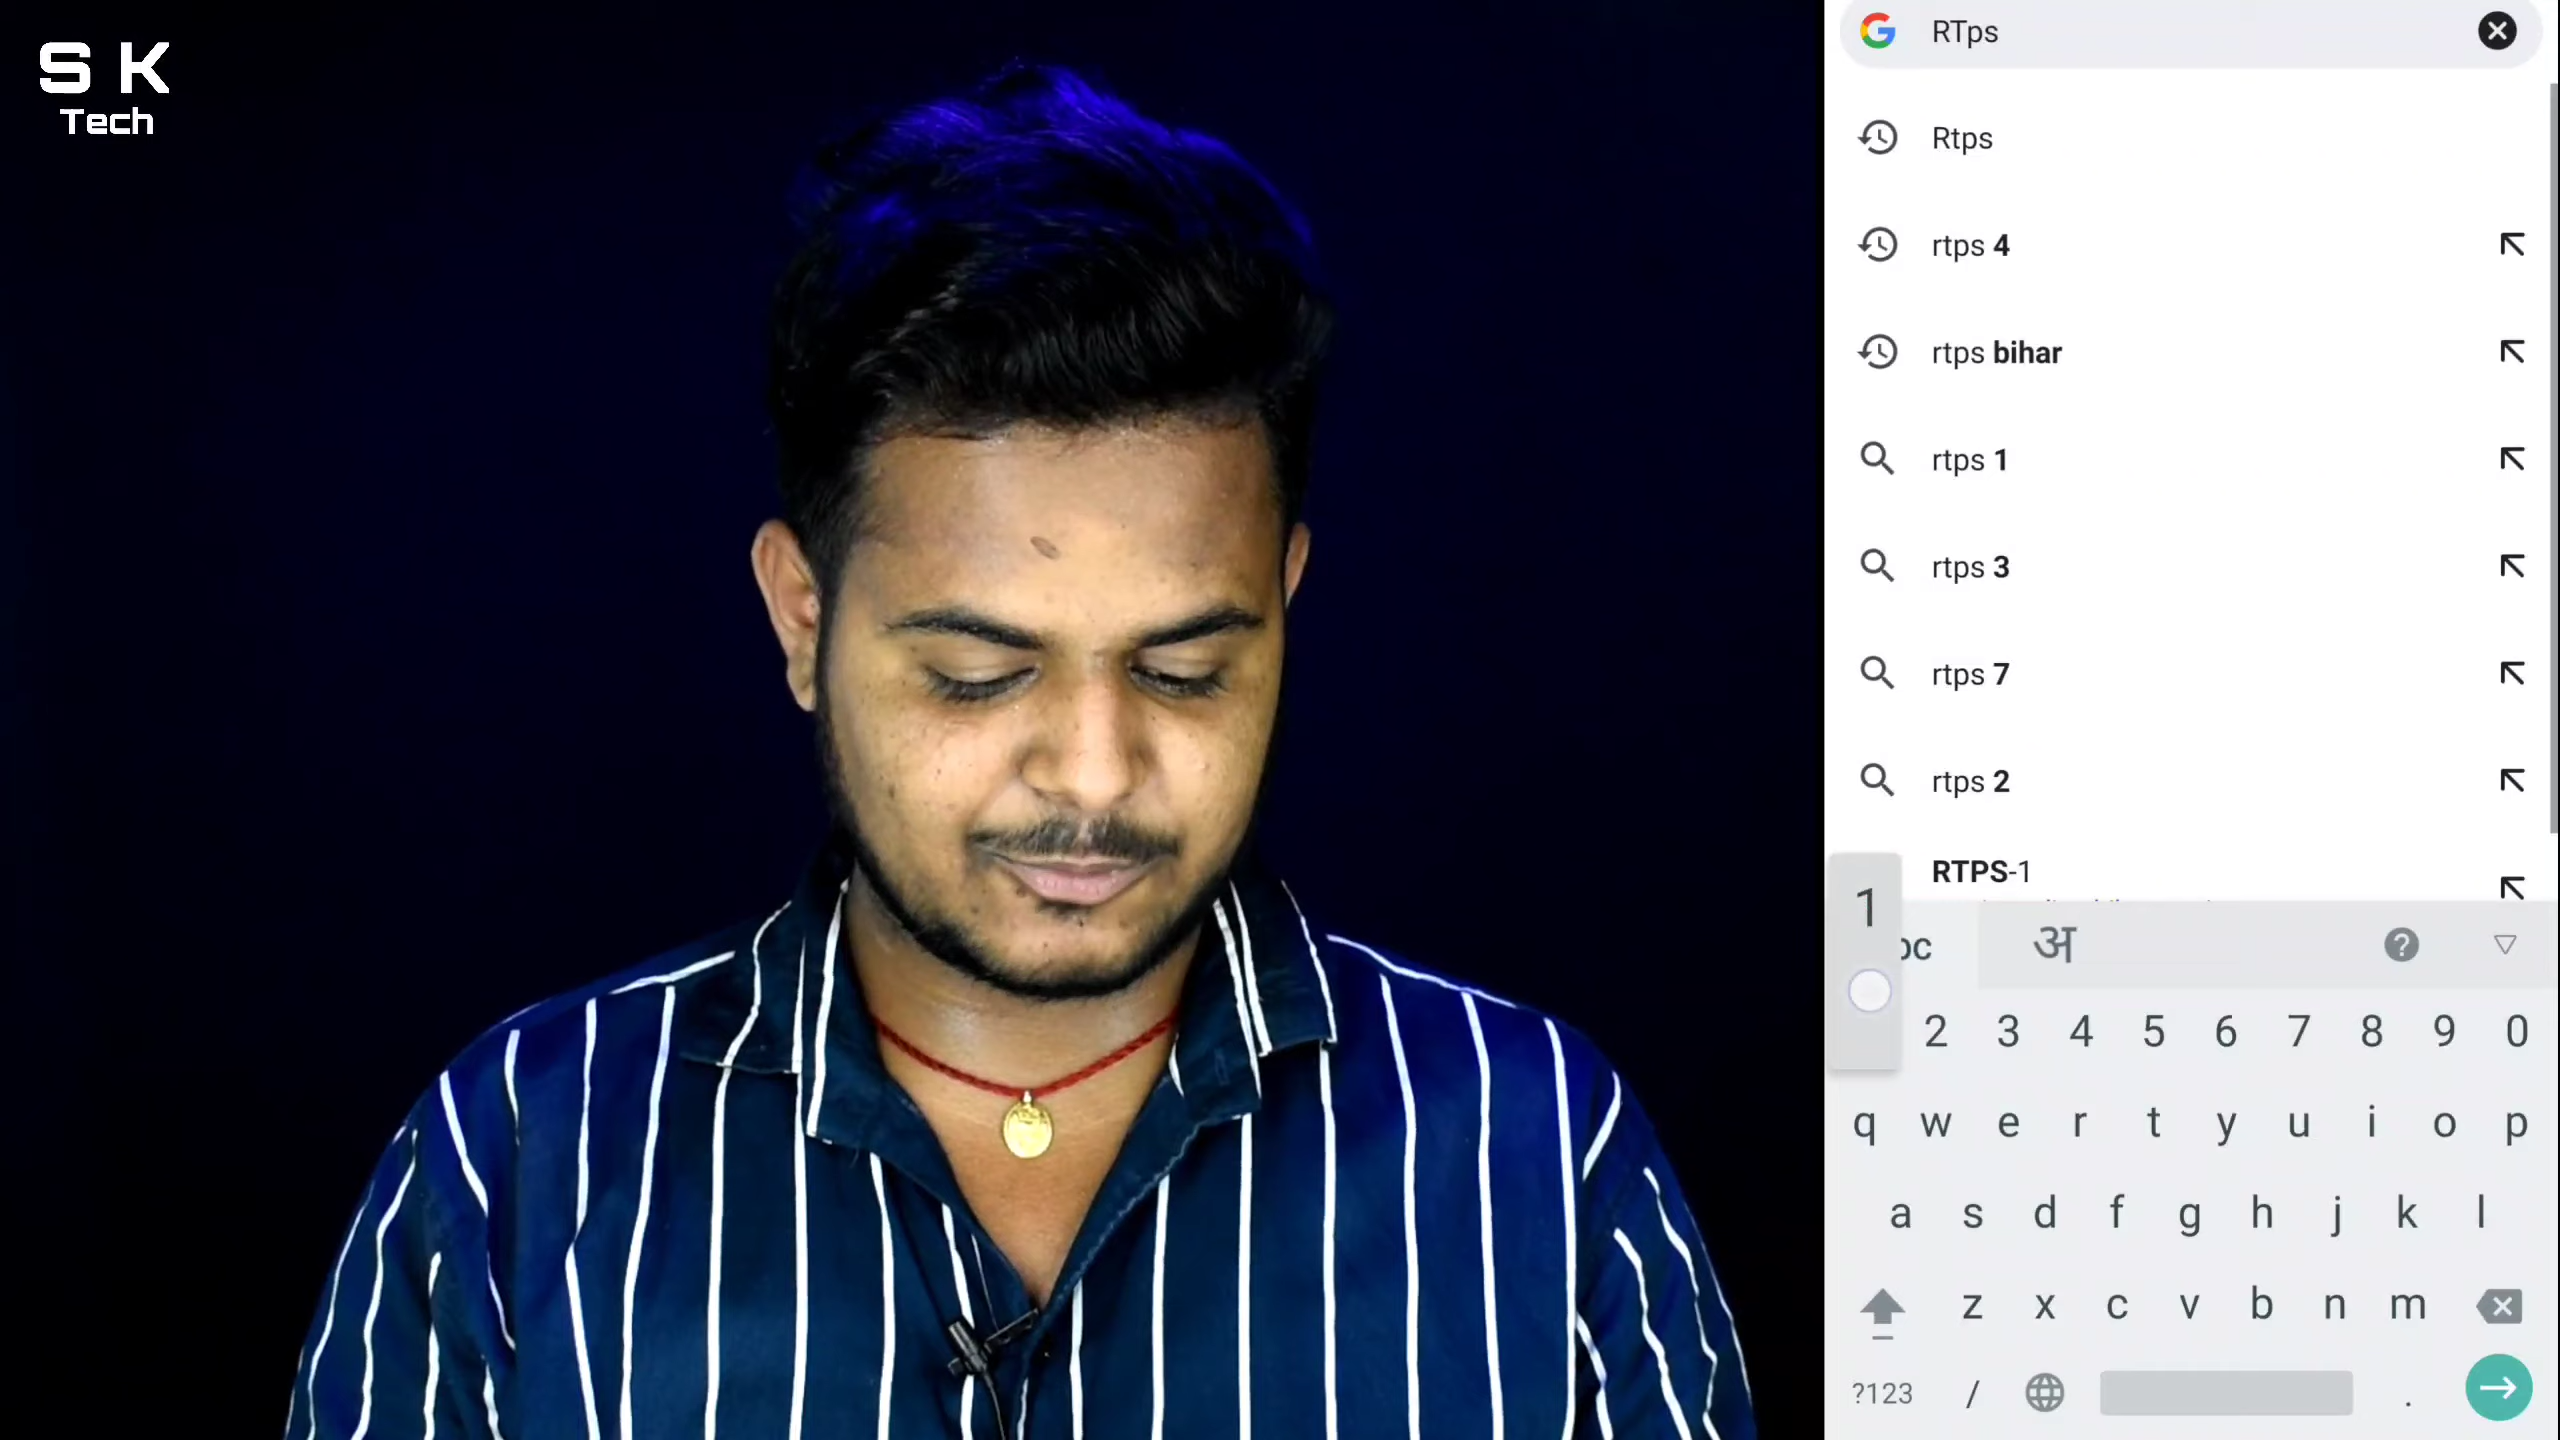 S K
Tech
RTps
Rtps
rtps 4
rtps bihar
rtps 1
rtps 3
rtps 7
rtps 2
RTPS-1
1
अ
2 3 4 5 6 7 8 9 0
q w e r t y u i o p
a s d f g h j k l
z x c v b n m
?123 / .